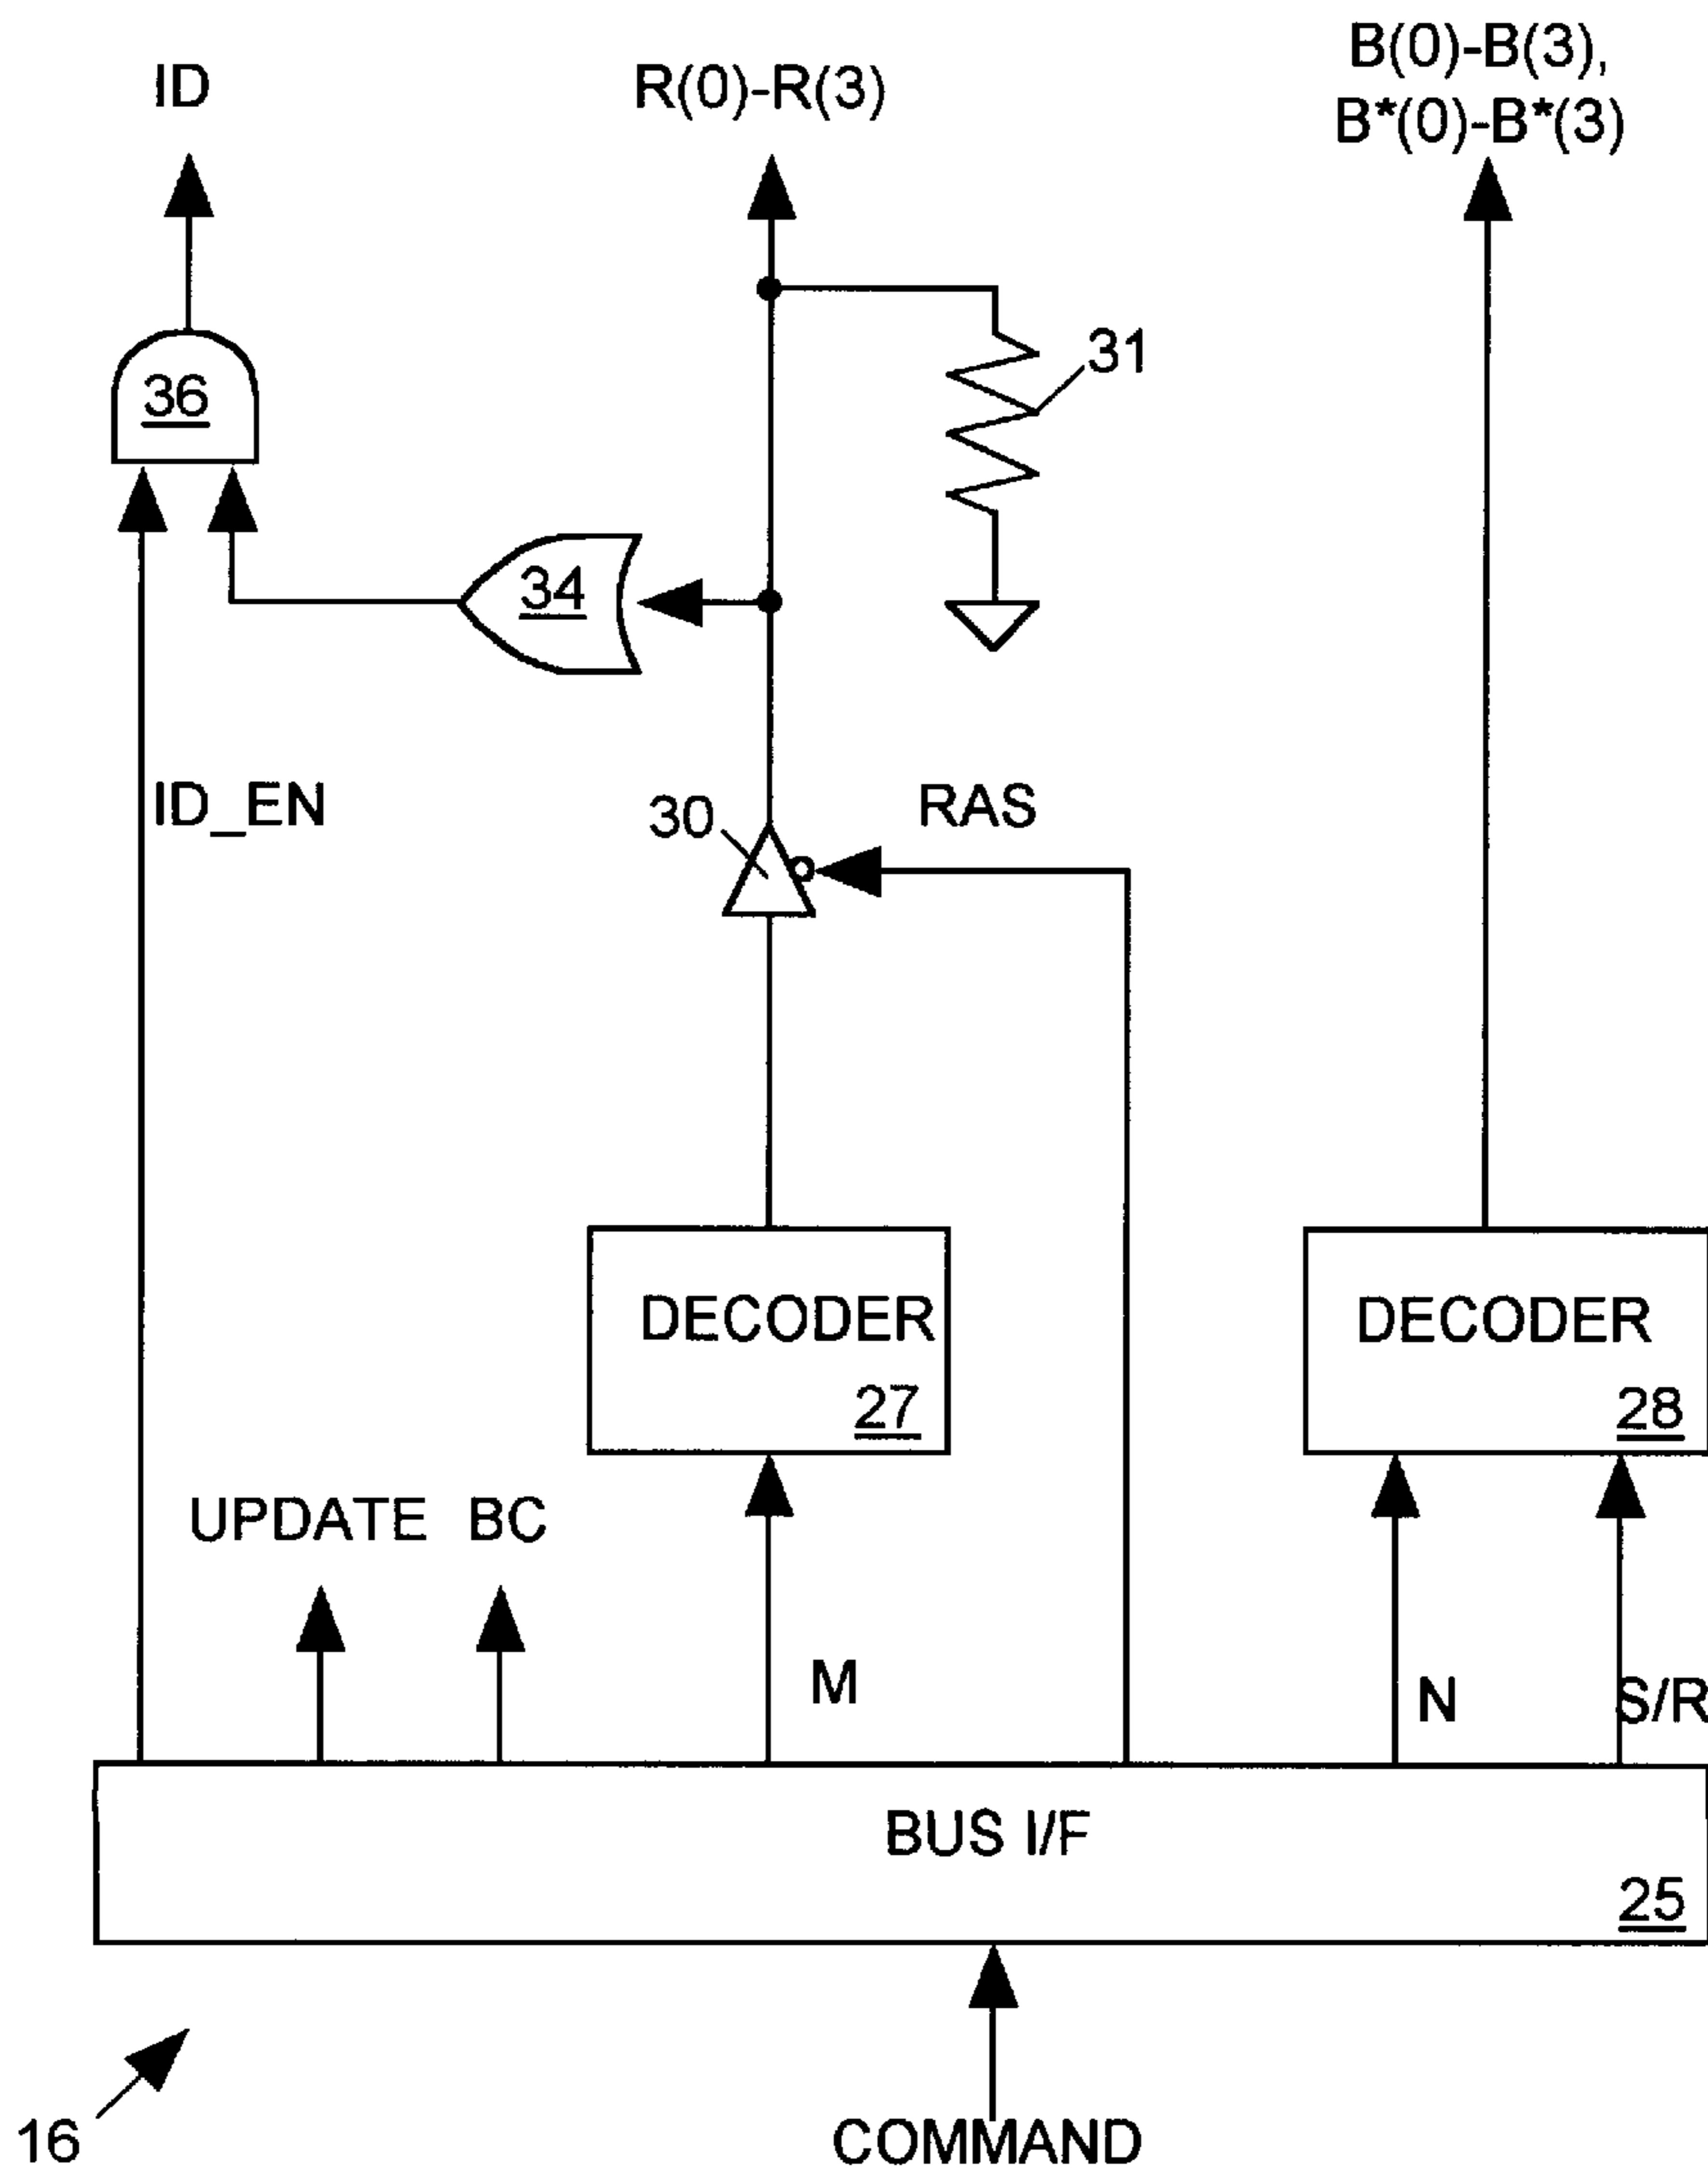 B(0)-B(3),
ID
R(0)-R(3)
B*(0)-B*(3)
31
36
34
ID_EN
30
RAS
DECODER
DECODER
27
28
UPDATE
BC
M
N
S/R
BUS I/F
25
16
COMMAND